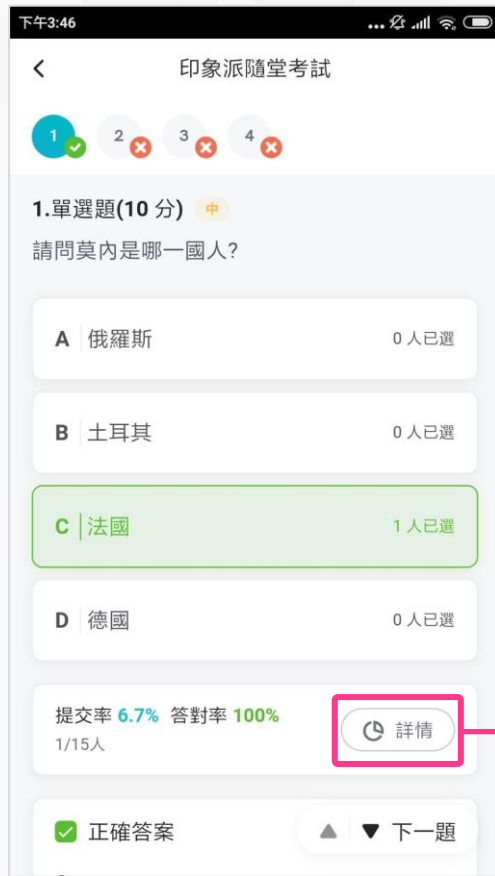 下午3:46
印象派隨堂考試
1 2 3 4
1.單選題(10 分) 中
請問莫內是哪一國人?
A 俄羅斯 0 人已選
B 土耳其 0 人已選
C 法國 1 人已選
D 德國 0 人已選
提交率 6.7% 答對率 100%
1/15人
詳情
正確答案
下一題